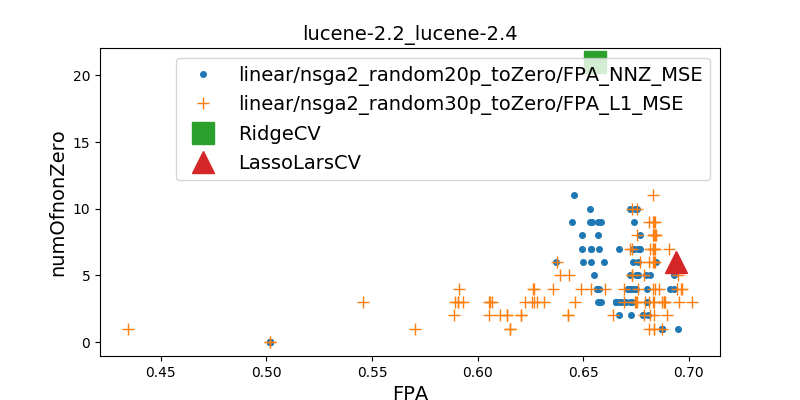 lucene-2.2_lucene-2.4
numOfnonZero
20
15
10
5
0
linear/nsga2_random20p_toZero/FPA_NNZ_MSE
linear/nsga2_random30p_toZero/FPA_L1_MSE
RidgeCV
LassoLarsCV
0.45 0.50 0.55 0.60 0.65 0.70
FPA